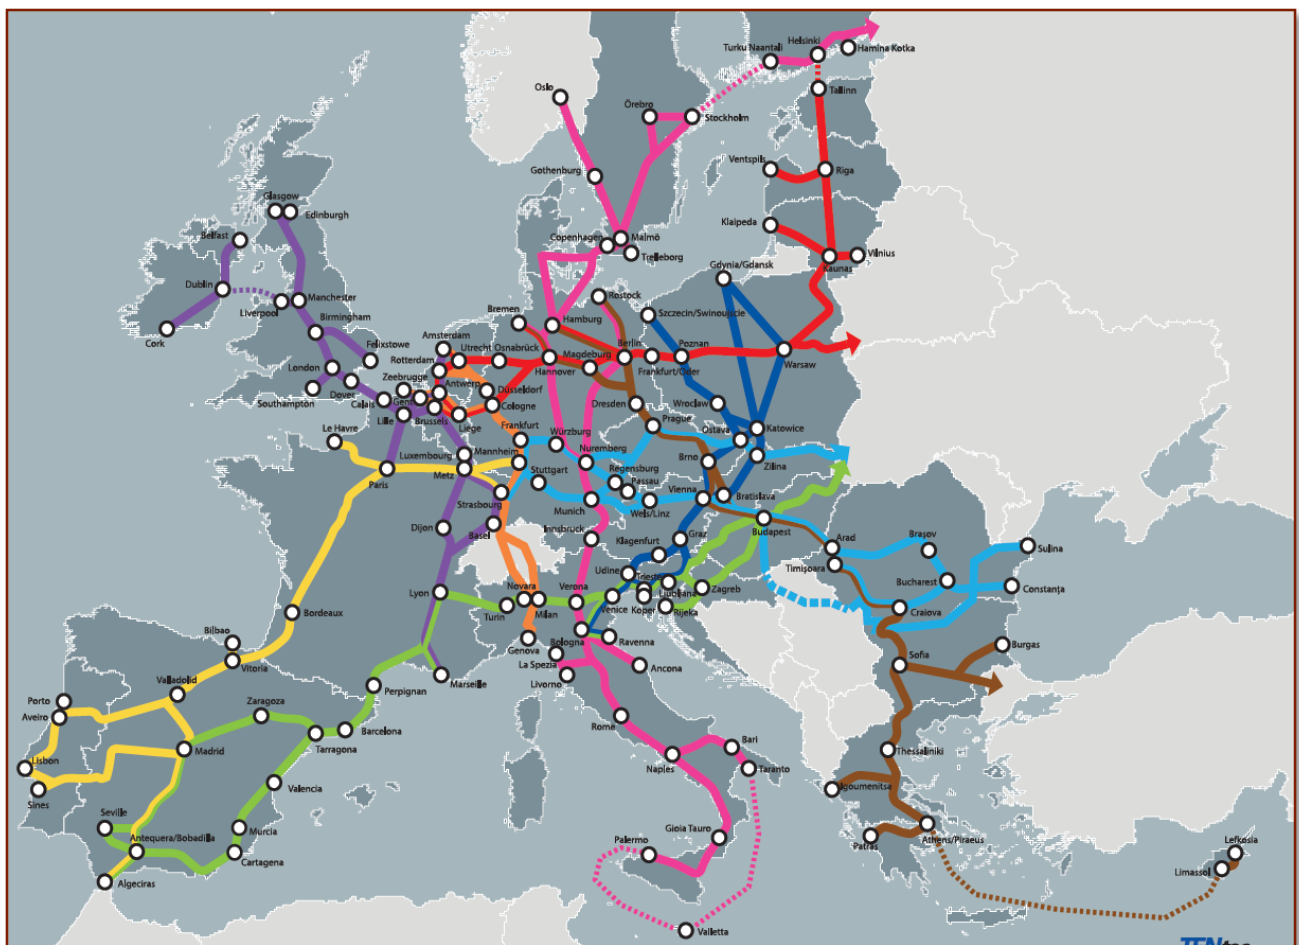 Helsinki
Turku Naantali
Hamina Kotka
Oslo
Tallinn
Örebro
Stockholm
Ventspils
Riga
Gothenburg
Glasgow
Edinburgh
Klaipeda
Belfast
Copenhagen
Malmö
Trelleborg
Vilnius
Kaunas
Gdynia/Gdansk
Dublin
Liverpool
Manchester
Rostock
Bremen
Hamburg
Szczecin/Swinoujscie
Birmingham
Cork
Amsterdam
Felixstowe
Utrecht
Osnabrück
Berlin
Poznan
Rotterdam
Magdeburg
Hannover
Frankfurt/Oder
Warsaw
London
Zeebrugge
Antwerp
Düsseldorf
Southampton
Dover
Calais
Gent
Cologne
Dresden
Wroclaw
Lille
Brussels
Liège
Le Havre
Frankfurt
Prague
Katowice
Würzburg
Ostava
Luxembourg
Mannheim
Nuremberg
Brno
Zilina
Metz
Stuttgart
Regensburg
Paris
Passau
Strasbourg
Vienna
Bratislava
Munich
Wels/Linz
Dijon
Basel
Innsbruck
Graz
Budapest
Klagenfurt
Arad
Braşov
Sulina
Udine
Timişoara
Trieste
Bucharest
Lyon
Novara
Verona
Ljubljana
Zagreb
Constanţa
Milan
Venice
Koper
Rijeka
Craiova
Turin
Bordeaux
Bilbao
Genova
Bologna
Ravenna
Burgas
Vitoria
La Spezia
Ancona
Sofia
Valladolid
Livorno
Marseille
Perpignan
Porto
Zaragoza
Aveiro
Rome
Barcelona
Tarragona
Bari
Madrid
Thessaliniki
Lisbon
Naples
Taranto
Valencia
Igoumenitsa
Sines
Seville
Gioia Tauro
Murcia
Antequera/Bobadilla
Palermo
Athens/Piraeus
Patras
Lefkosia
Cartagena
Limassol
Algeciras
Valletta